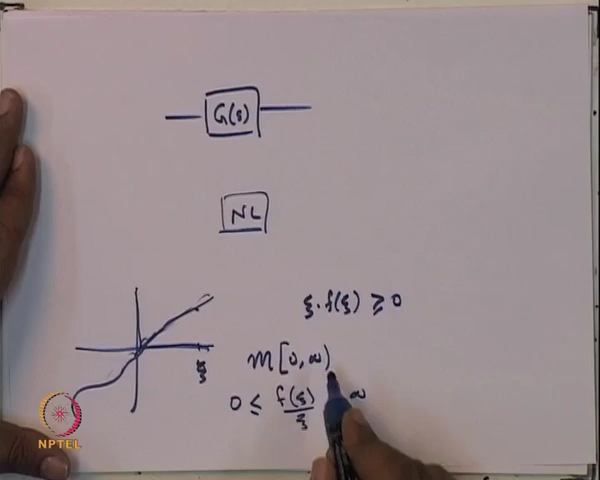 G(s)
NL
ξ·f(ξ) ≥ 0
m[0,∞)
ξ
0 ≤ f(ξ)/ξ ∞
NPTEL